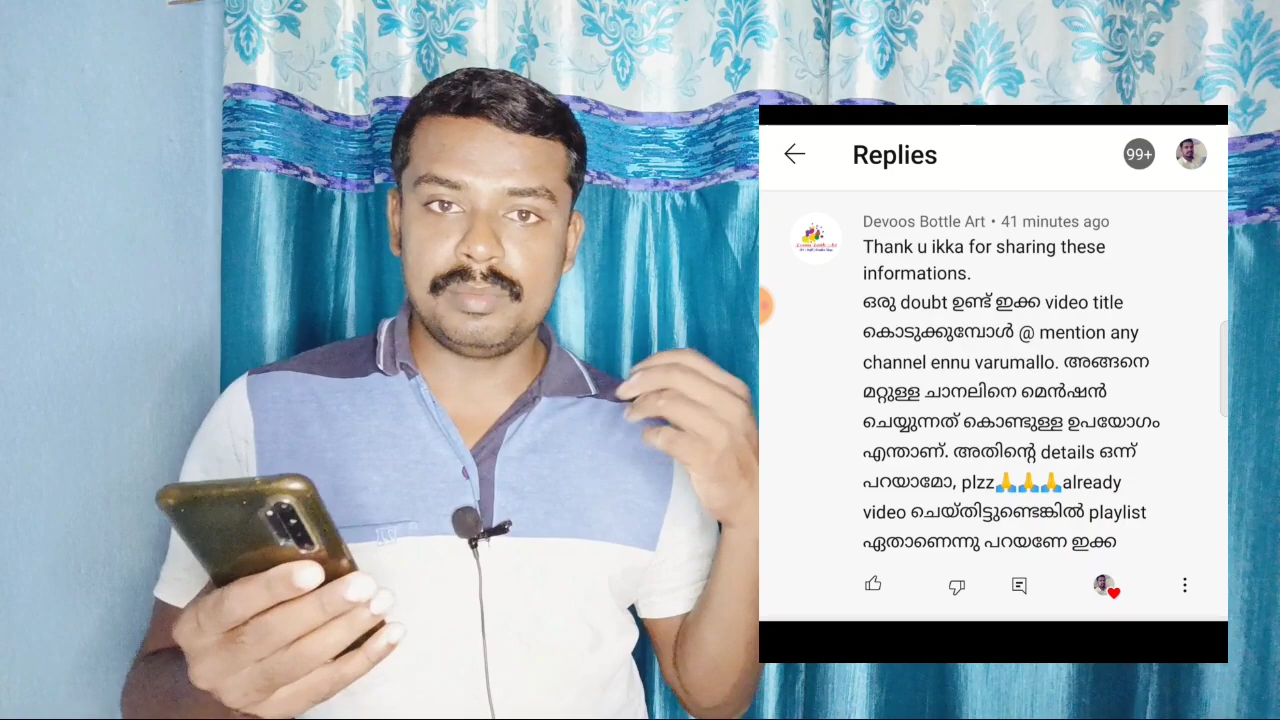 Replies
99+
Devoos Bottle Art • 41 minutes ago
Thank u ikka for sharing these
informations.
ഒരു doubt ഉണ്ട് ഇക്ക video title
കൊടുക്കുമ്പോൾ @ mention any
channel ennu varumallo. അങ്ങനെ
മറ്റുള്ള ചാനലിനെ മെൻഷൻ
ചെയ്യുന്നത് കൊണ്ടുള്ള ഉപയോഗം
എന്താണ്. അതിന്റെ details ഒന്ന്
പറയാമോ, plzz🙏🙏🙏already
video ചെയ്തിട്ടുണ്ടെങ്കിൽ playlist
ഏതാണെന്നു പറയണേ ഇക്ക